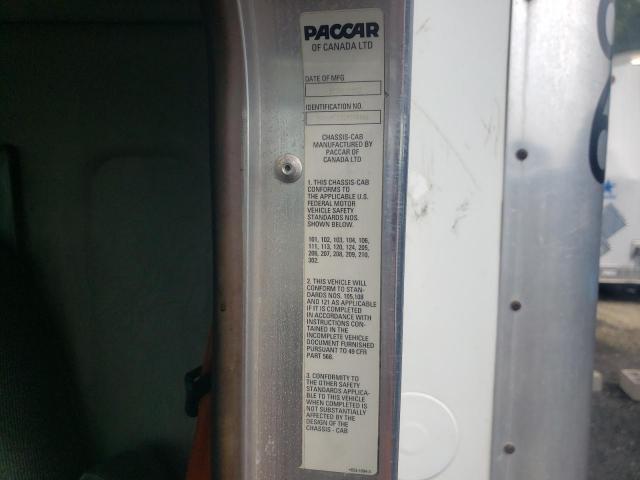 PACCAR
OF CANADA LTD
DATE OF MFG
IDENTIFICATION NO.
CHASSIS-CAB
MANUFACTURED BY
PACCAR OF
CANADA LTD
1. THIS CHASSIS-CAB
CONFORMS TO
THE APPLICABLE U.S.
FEDERAL MOTOR
VEHICLE SAFETY
STANDARDS NOS.
SHOWN BELOW.
101, 102, 103, 104, 106,
111, 113, 120, 124, 205,
206, 207, 208, 209, 210,
302.
2. THIS VEHICLE WILL
CONFORM TO STAN-
DARDS NOS. 105,108
AND 121 AS APPLICABLE
IF IT IS COMPLETED
IN ACCORDANCE WITH
INSTRUCTIONS CON-
TAINED IN THE
INCOMPLETE VEHICLE
DOCUMENT FURNISHED
PURSUANT TO 49 CFR
PART 568.
3. CONFORMITY TO
THE OTHER SAFETY
STANDARDS APPLICA-
BLE TO THIS VEHICLE
WHEN COMPLETED IS
NOT SUBSTANTIALLY
AFFECTED BY THE
DESIGN OF THE
CHASSIS - CAB